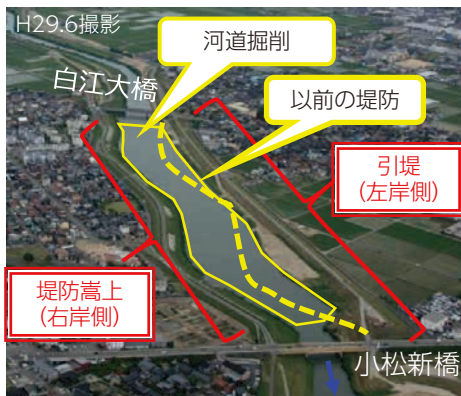 H29.6撮影
河道掘削
白江大橋
以前の堤防
引堤
(左岸側)
堤防嵩上
(右岸側)
小松新橋